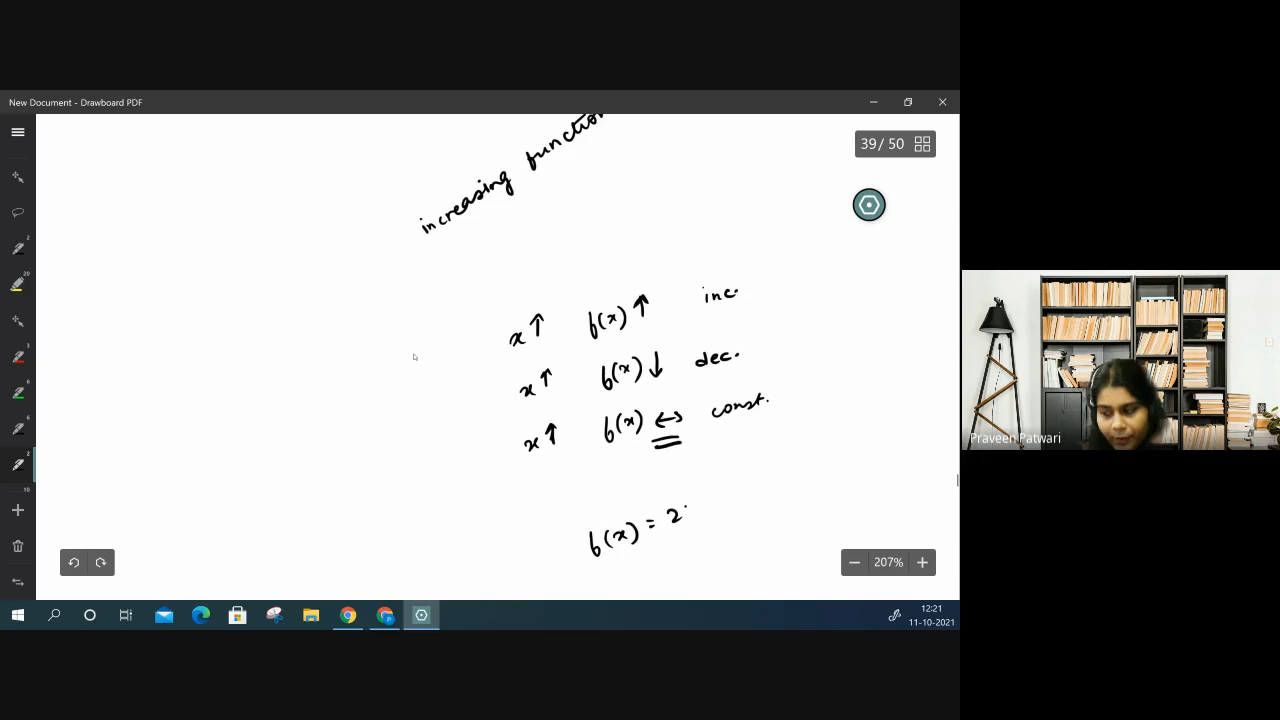 New Document - Drawboard PDF
increasing function
39 / 50
x ↑ f(x) ↑ inc.
x ↑ f(x) ↓ dec.
x ↑ f(x) ↔ const.
f(x) = 2
207%
Praveen Patwari
12:21
11-10-2021